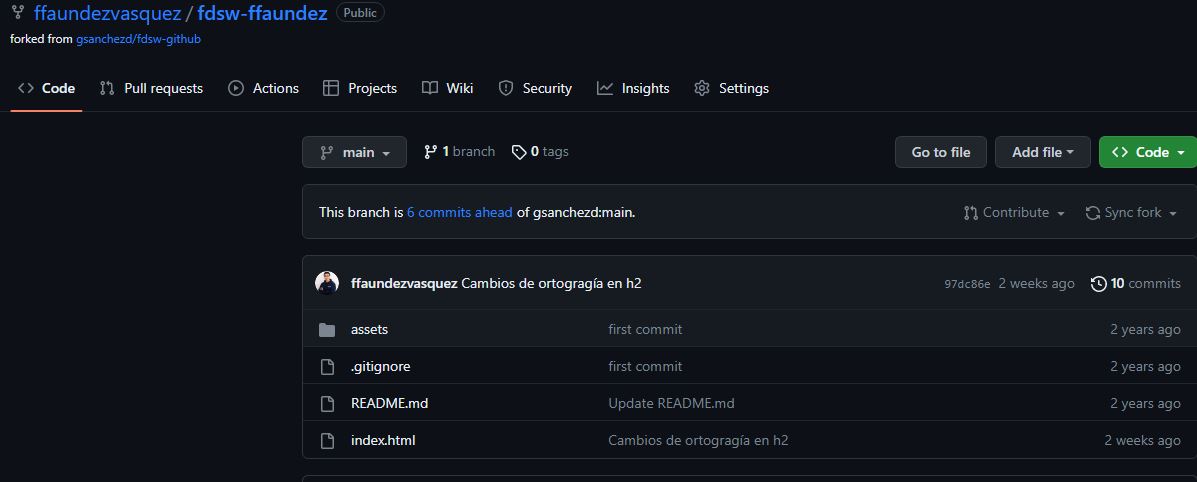 ffaundezvasquez / fdsw-ffaundez Public
forked from gsanchezd/fdsw-github
Code Pull requests Actions Projects Wiki Security Insights Settings
main 1 branch 0 tags Go to file Add file Code
This branch is 6 commits ahead of gsanchezd:main. Contribute Sync fork
ffaundezvasquez Cambios de ortogragía en h2 97dc86e 2 weeks ago 10 commits
assets first commit 2 years ago
.gitignore first commit 2 years ago
README.md Update README.md 2 years ago
index.html Cambios de ortogragía en h2 2 weeks ago